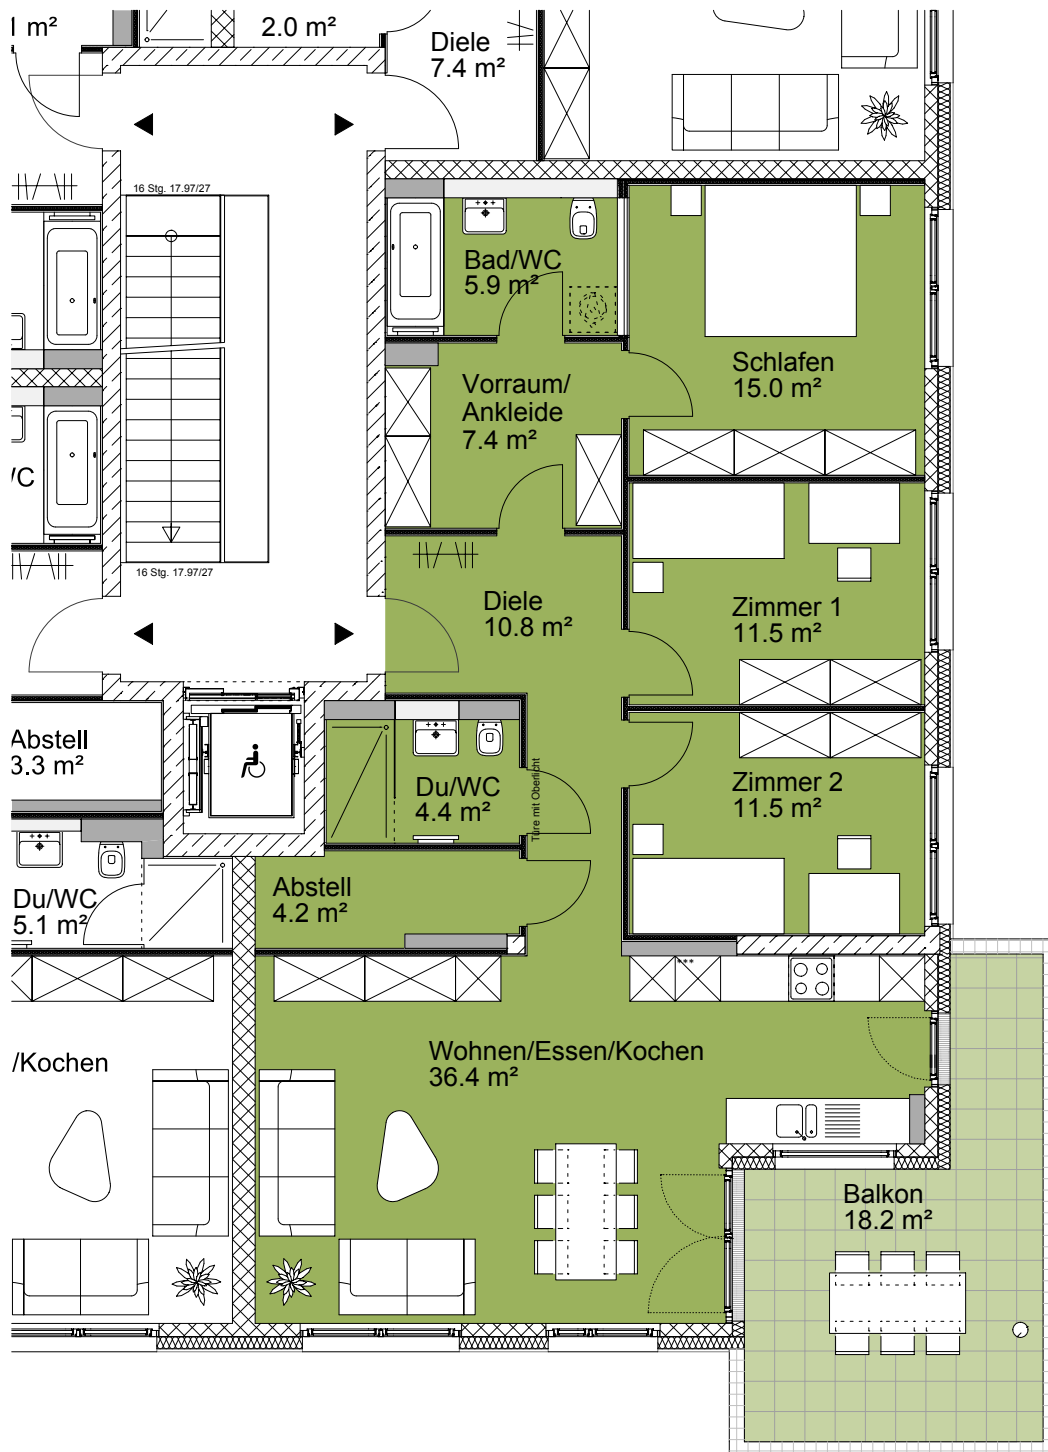 2.0 m²
Diele
7.4 m²
16 Stg. 17.97/27
Bad/WC
5.9 m²
Schlafen
15.0 m²
Vorraum/
Ankleide
7.4 m²
/C
16 Stg. 17.97/27
Diele
10.8 m²
Zimmer 1
11.5 m²
Abstell
3.3 m²
Du/WC
4.4 m²
Türe mit Oberlicht
Zimmer 2
11.5 m²
Du/WC
5.1 m²
Abstell
4.2 m²
***
/Kochen
Wohnen/Essen/Kochen
36.4 m²
Balkon
18.2 m²